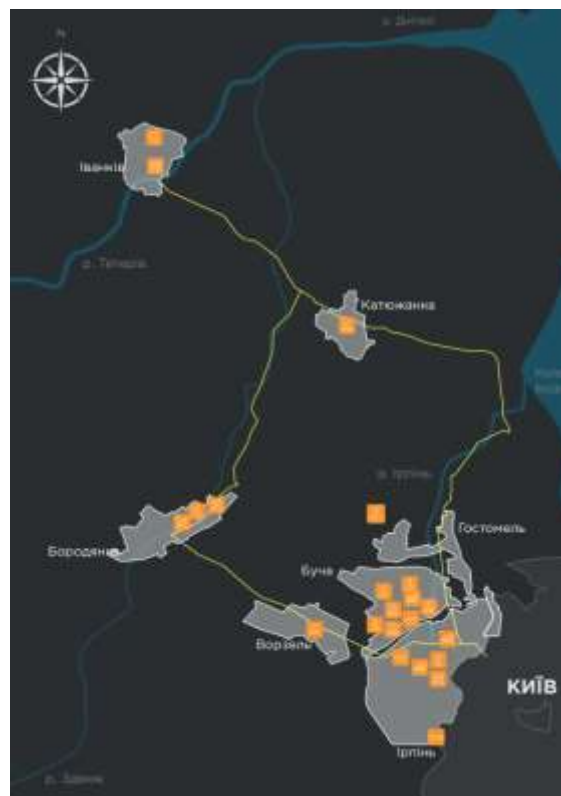 N
р. Дніпро
Іванків
р. Тетерів
Катюжанка
р. Ірпінь
Гостомель
Бородянка
Буча
Ворзель
КИЇВ
Ірпінь
р. Здвиж